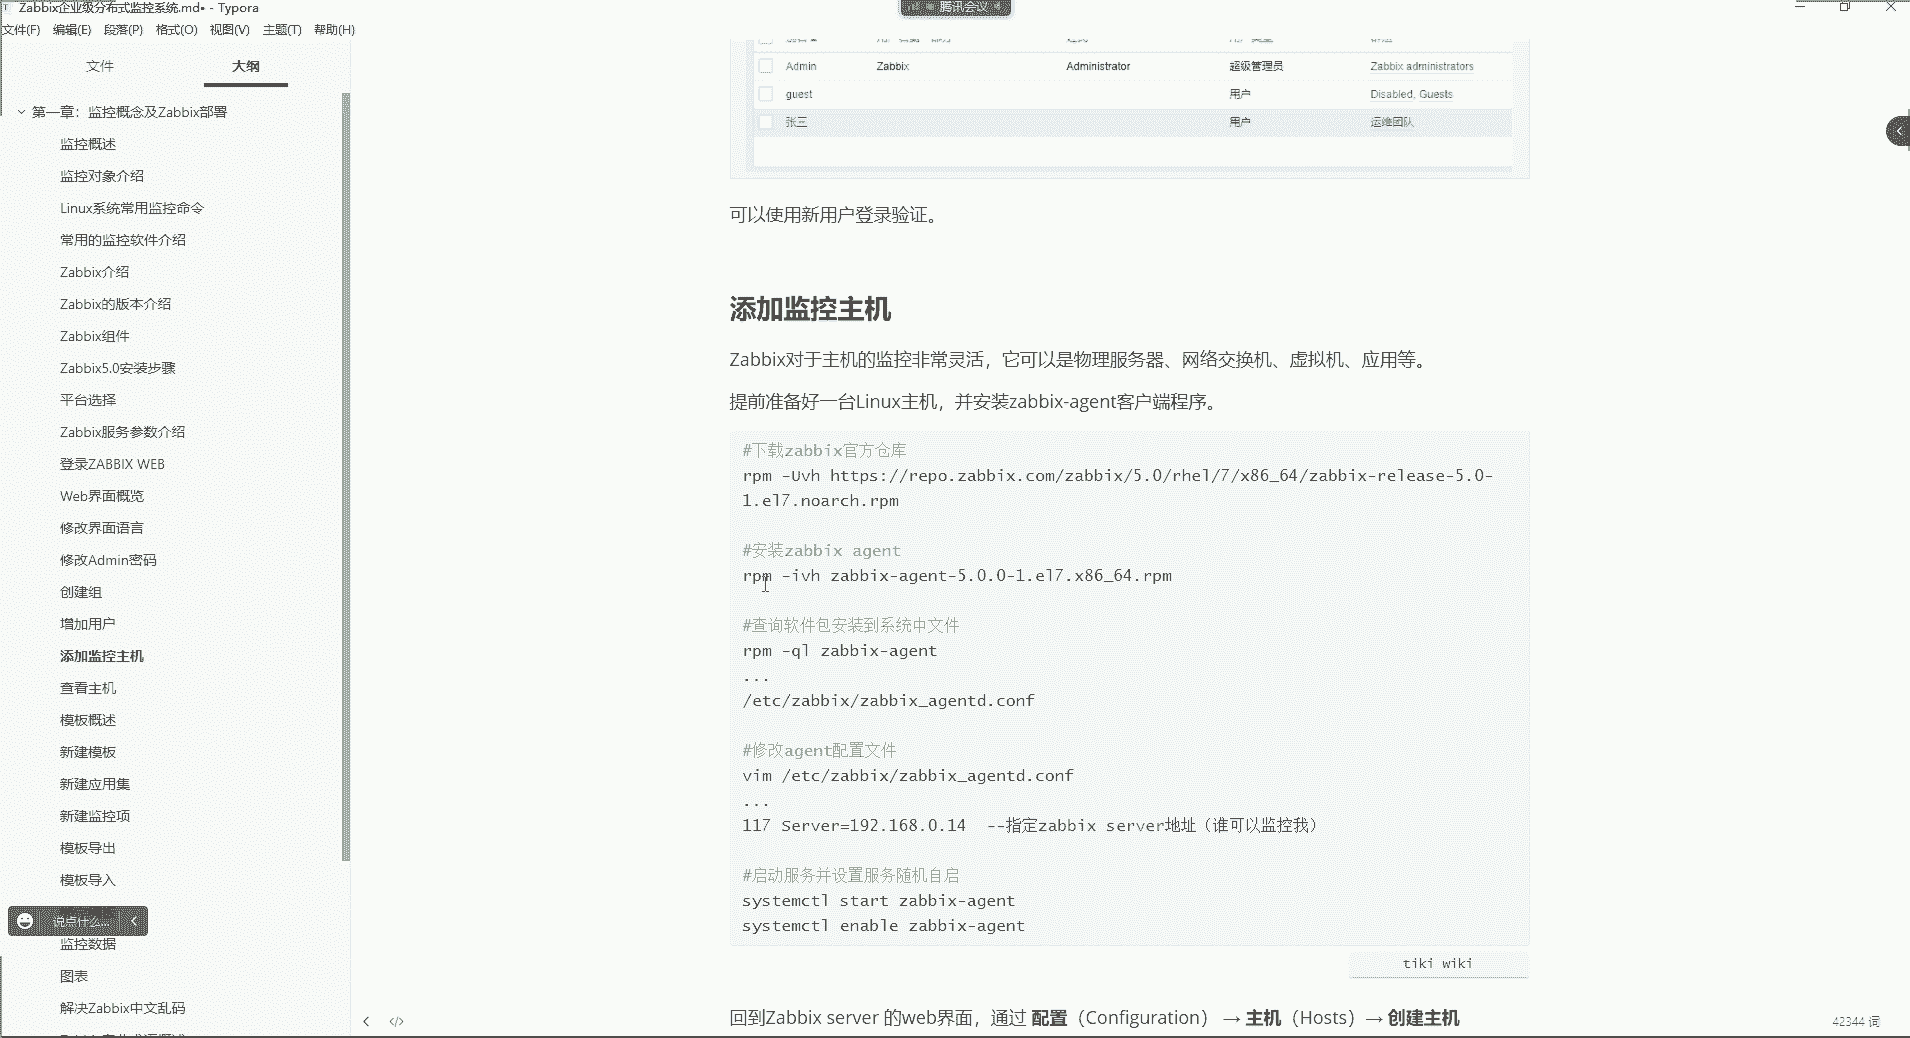 Zabbix企业级分布式监控系统.md• - Typora
腾讯会议
文件(F) 编辑(E) 段落(P) 格式(O) 视图(V) 主题(T) 帮助(H)
文件 大纲
第一章：监控概念及Zabbix部署
监控概述
监控对象介绍
Linux系统常用监控命令
常用的监控软件介绍
Zabbix介绍
Zabbix的版本介绍
Zabbix组件
Zabbix5.0安装步骤
平台选择
Zabbix服务参数介绍
登录ZABBIX WEB
Web界面概览
修改界面语言
修改Admin密码
创建组
增加用户
添加监控主机
查看主机
模板概述
新建模板
新建应用集
新建监控项
模板导出
模板导入
说点什么...
监控数据
图表
解决Zabbix中文乱码
Admin Zabbix Administrator 超级管理员 Zabbix administrators
guest 用户 Disabled, Guests
张三 用户 运维团队
可以使用新用户登录验证。
添加监控主机
Zabbix对于主机的监控非常灵活，它可以是物理服务器、网络交换机、虚拟机、应用等。
提前准备好一台Linux主机，并安装zabbix-agent客户端程序。
#下载zabbix官方仓库
rpm -Uvh https://repo.zabbix.com/zabbix/5.0/rhel/7/x86_64/zabbix-release-5.0-
1.el7.noarch.rpm
#安装zabbix agent
rpm -ivh zabbix-agent-5.0.0-1.el7.x86_64.rpm
#查询软件包安装到系统中文件
rpm -ql zabbix-agent
...
/etc/zabbix/zabbix_agentd.conf
#修改agent配置文件
vim /etc/zabbix/zabbix_agentd.conf
...
117 Server=192.168.0.14 --指定zabbix server地址（谁可以监控我）
#启动服务并设置服务随机自启
systemctl start zabbix-agent
systemctl enable zabbix-agent
tiki wiki
回到Zabbix server 的web界面，通过 配置（Configuration） → 主机（Hosts）→ 创建主机
42344 词